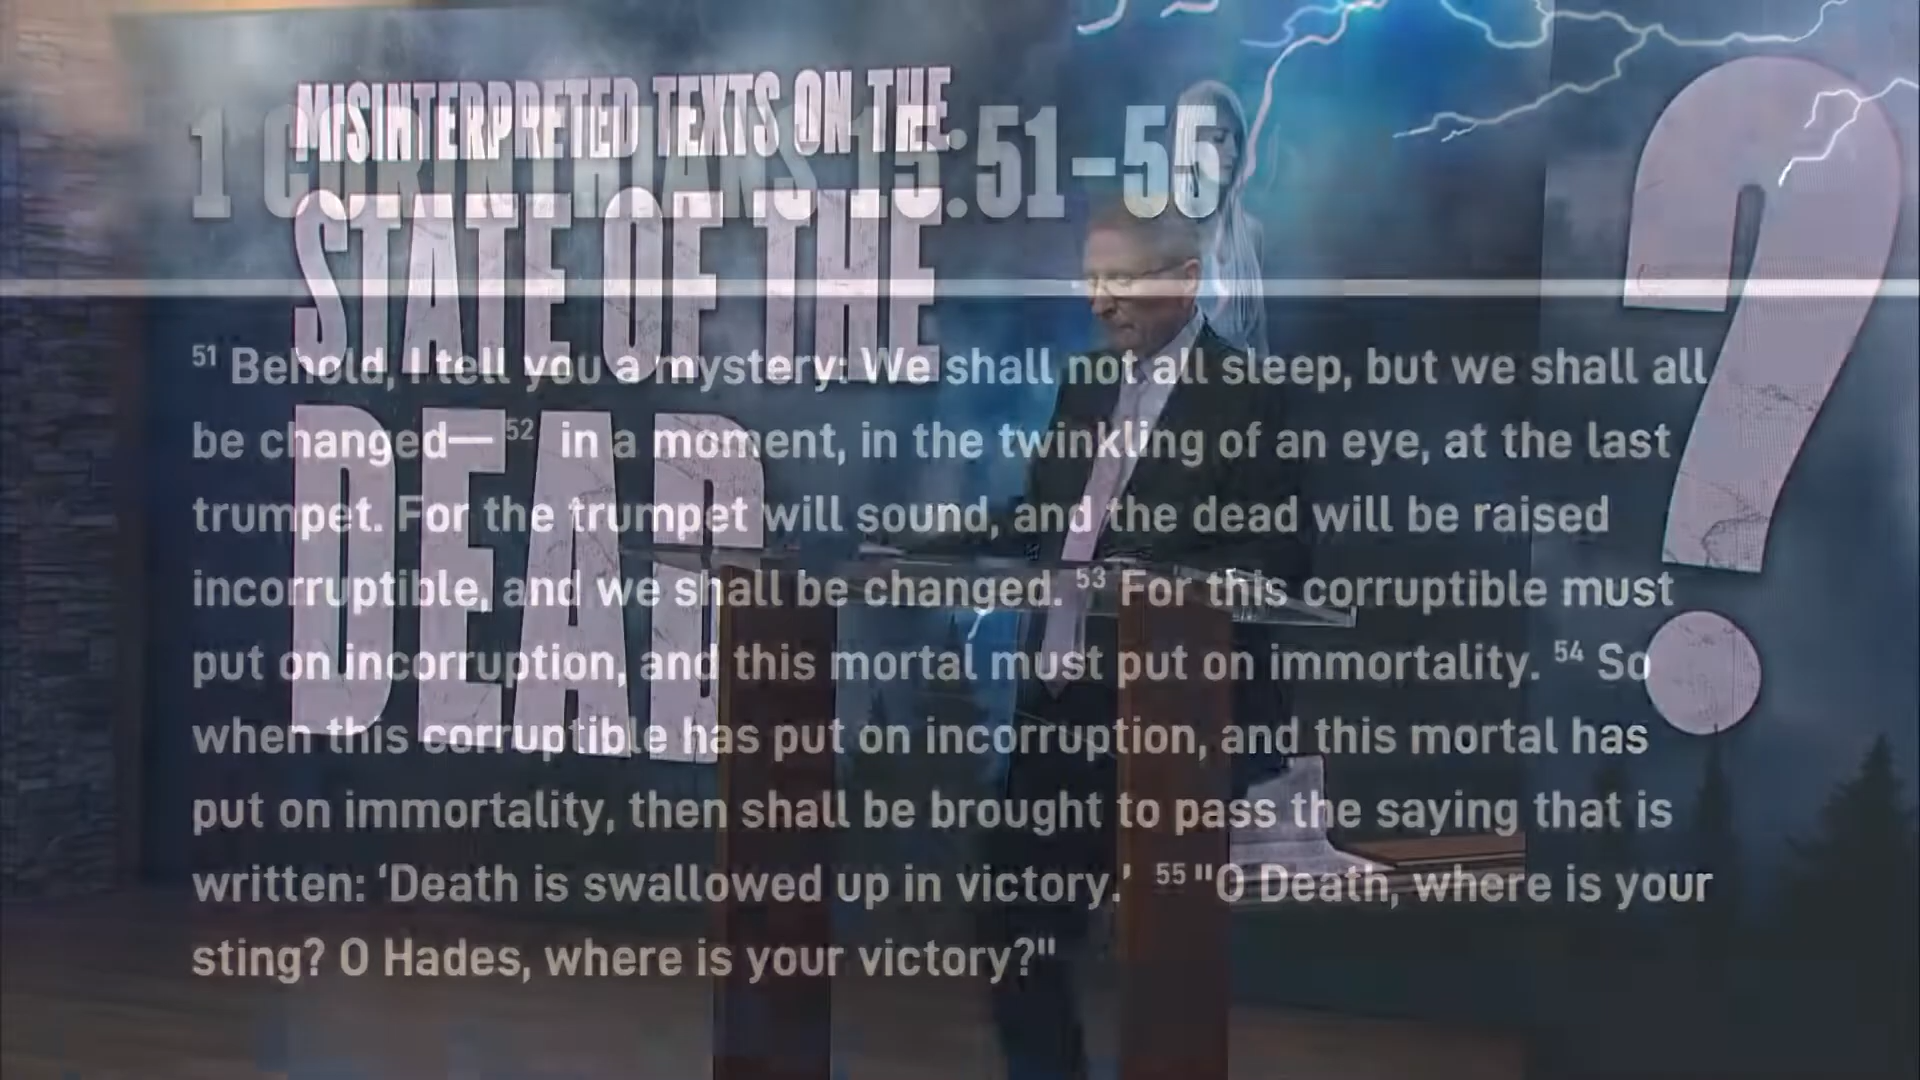 MISINTERPRETED TEXTS ON THE
STATE OF THE
DEAD
?
1 CORINTHIANS 15:51-55
51 Behold, I tell you a mystery: We shall not all sleep, but we shall all
be changed— 52 in a moment, in the twinkling of an eye, at the last
trumpet. For the trumpet will sound, and the dead will be raised
incorruptible, and we shall be changed. 53 For this corruptible must
put on incorruption, and this mortal must put on immortality. 54 So
when this corruptible has put on incorruption, and this mortal has
put on immortality, then shall be brought to pass the saying that is
written: ‘Death is swallowed up in victory.’ 55 "O Death, where is your
sting? O Hades, where is your victory?"